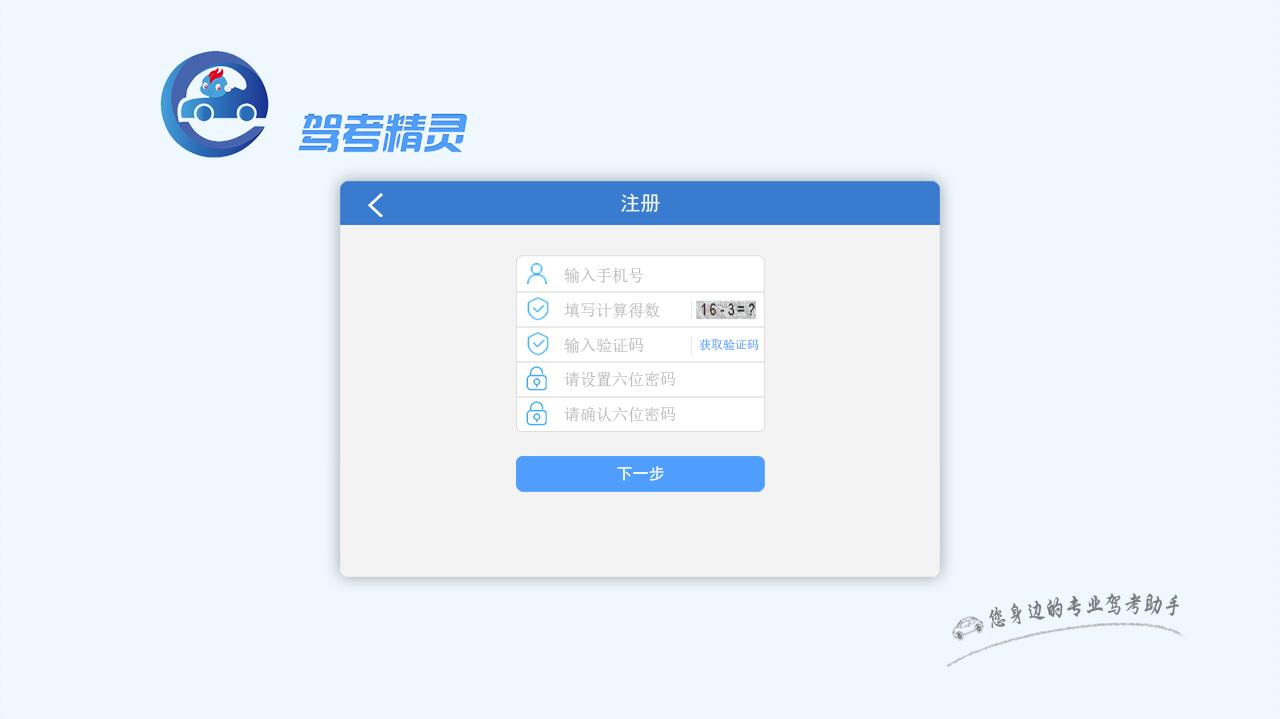 驾考精灵
注册
输入手机号
填写计算得数 16-3=?
输入验证码 获取验证码
请设置六位密码
请确认六位密码
下一步
您身边的专业驾考助手